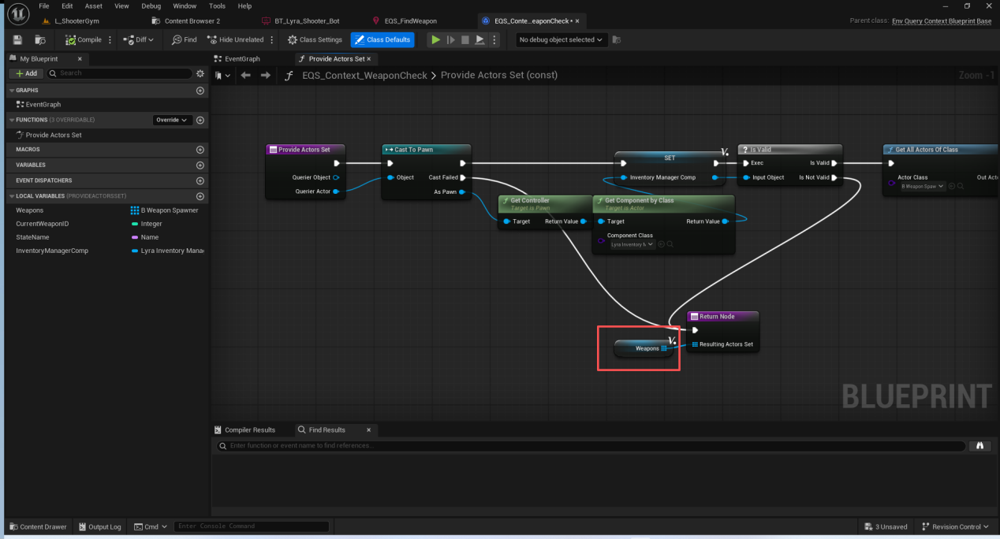 File Edit Asset View Debug Window Tools Help
L_ShooterGym Content Browser 2 BT_Lyra_Shooter_Bot EQS_FindWeapon EQS_Conte...eaponCheck • × Parent class: Env Query Context Blueprint Base
Compile Diff Find Hide Unrelated Class Settings Class Defaults No debug object selected
My Blueprint × EventGraph Provide Actors Set ×
+ Add Search EQS_Context_WeaponCheck > Provide Actors Set (const) Zoom -1
GRAPHS
EventGraph
FUNCTIONS (3 OVERRIDABLE) Override
Provide Actors Set
MACROS
VARIABLES
EVENT DISPATCHERS
LOCAL VARIABLES (PROVIDEACTORSSET)
Weapons B Weapon Spawner
CurrentWeaponID Integer
StateName Name
InventoryManagerComp Lyra Inventory Mana
Provide Actors Set
Querier Object
Querier Actor
Cast To Pawn
Object Cast Failed
As Pawn
SET
Inventory Manager Comp
? Is Valid
Exec Is Valid
Input Object Is Not Valid
Get All Actors Of Class
Actor Class Out Act
B Weapon Spaw
Get Controller
Target is Pawn
Target Return Value
Get Component by Class
Target is Actor
Target Return Value
Component Class
Lyra Inventory M
Return Node
Resulting Actors Set
Weapons
BLUEPRINT
Compiler Results Find Results ×
Enter function or event name to find references...
Content Drawer Output Log Cmd Enter Console Command 3 Unsaved Revision Control